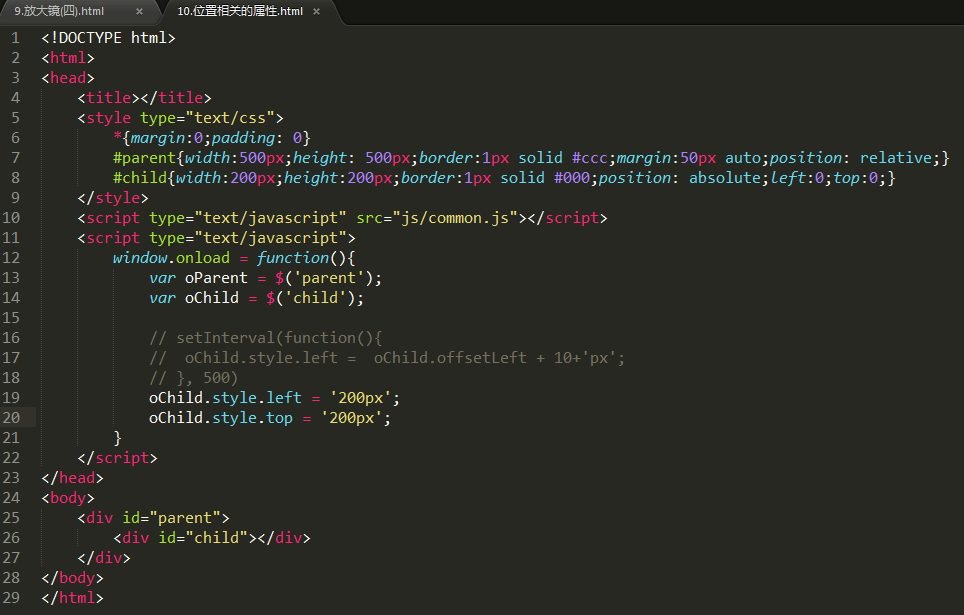 9.放大镜(四).html × 10.位置相关的属性.html ×
1 <!DOCTYPE html>
2 <html>
3 <head>
4 <title></title>
5 <style type="text/css">
6 *{margin:0;padding: 0}
7 #parent{width:500px;height: 500px;border:1px solid #ccc;margin:50px auto;position: relative;}
8 #child{width:200px;height:200px;border:1px solid #000;position: absolute;left:0;top:0;}
9 </style>
10 <script type="text/javascript" src="js/common.js"></script>
11 <script type="text/javascript">
12 window.onload = function(){
13 var oParent = $('parent');
14 var oChild = $('child');
15
16 // setInterval(function(){
17 //  oChild.style.left =  oChild.offsetLeft + 10+'px';
18 // }, 500)
19 oChild.style.left = '200px';
20 oChild.style.top = '200px';
21 }
22 </script>
23 </head>
24 <body>
25 <div id="parent">
26 <div id="child"></div>
27 </div>
28 </body>
29 </html>